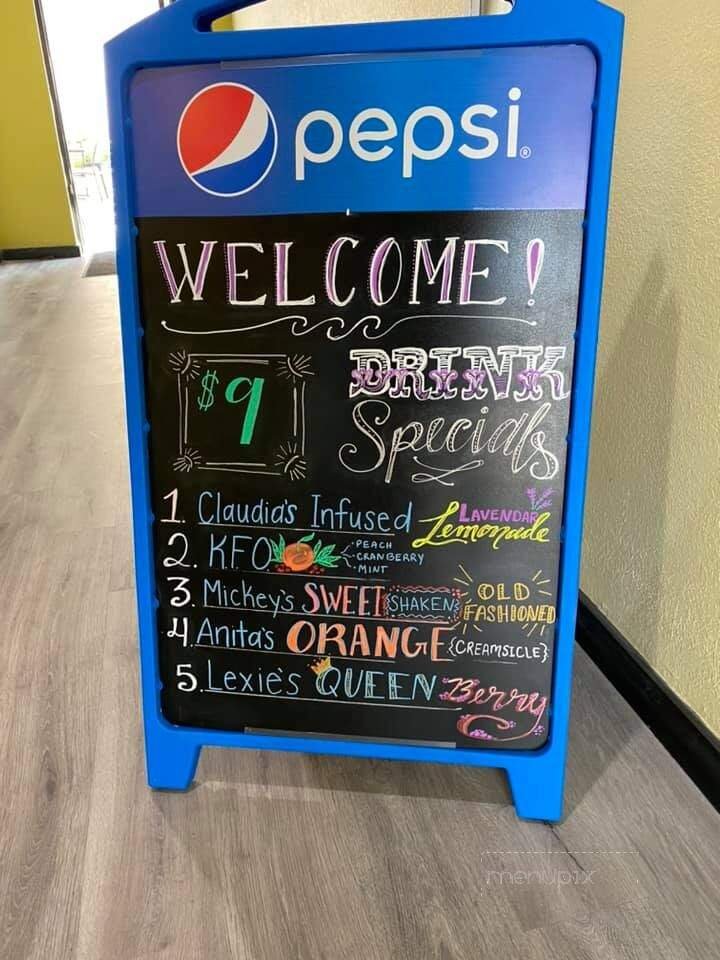 pepsi®
WELCOME!
$9
DRINK
Specials
1. Claudia's Infused LAVENDAR Lemonade
2. KFO
· PEACH
· CRANBERRY
· MINT
3. Mickey's SWEET SHAKEN OLD FASHIONED
4. Anita's ORANGE {CREAMSICLE}
5. Lexie's QUEEN Berry
menupix